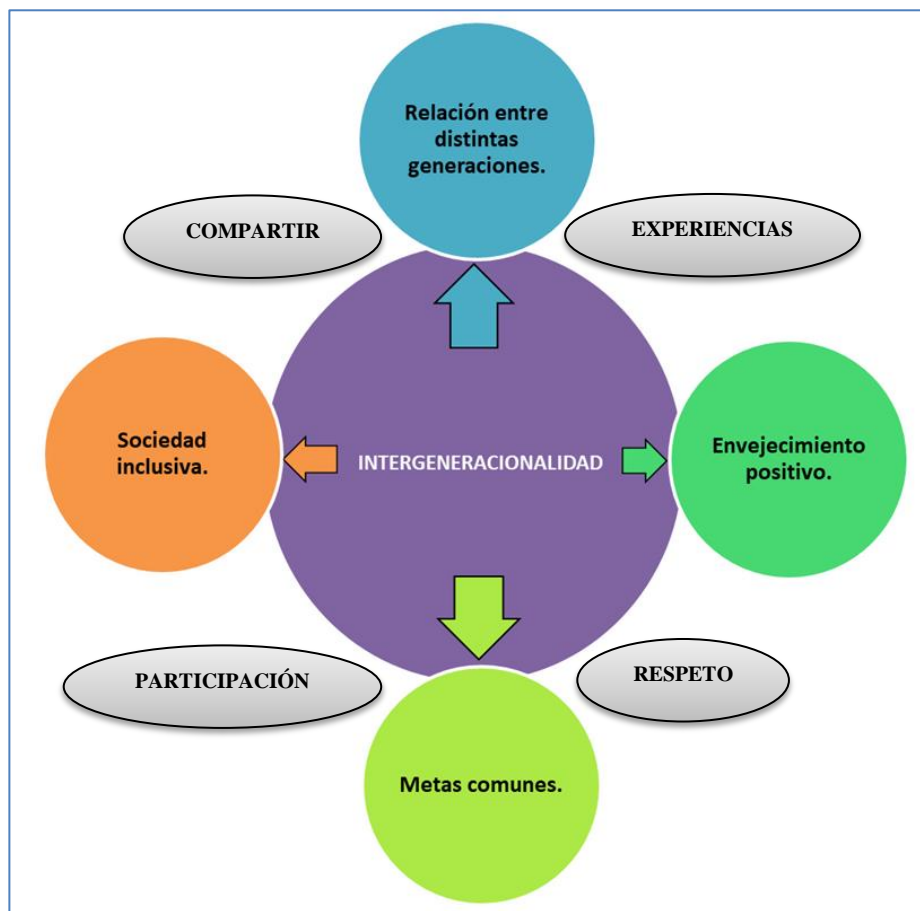 Relación entre
distintas
generaciones.
COMPARTIR
EXPERIENCIAS
Sociedad
inclusiva.
INTERGENERACIONALIDAD
Envejecimiento
positivo.
PARTICIPACIÓN
RESPETO
Metas comunes.